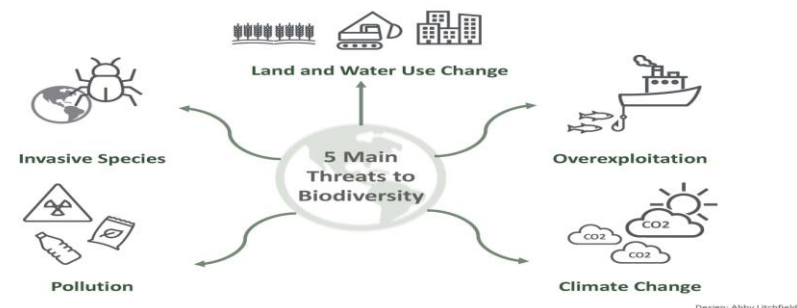 Land and Water Use Change
Invasive Species
5 Main
Threats to
Biodiversity
Overexploitation
Pollution
CO2
CO2
CO2
Climate Change
Design: Abby Litchfield